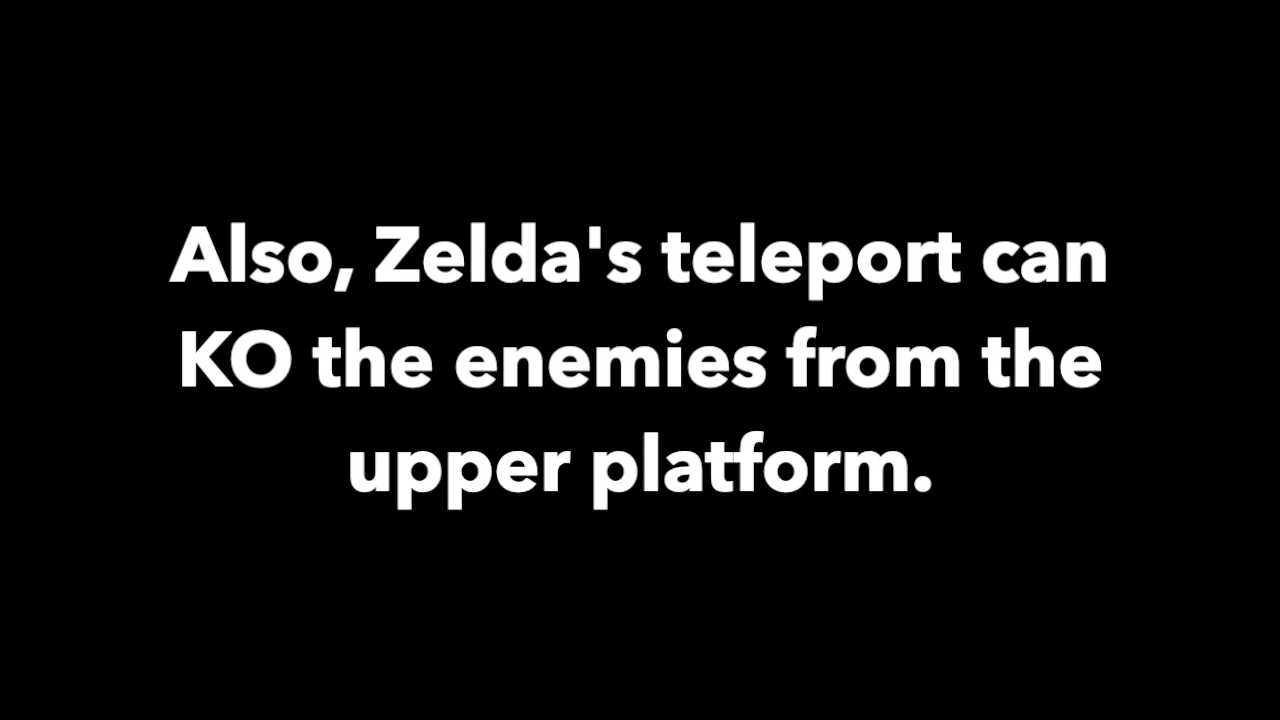 Also, Zelda's teleport can
KO the enemies from the
upper platform.